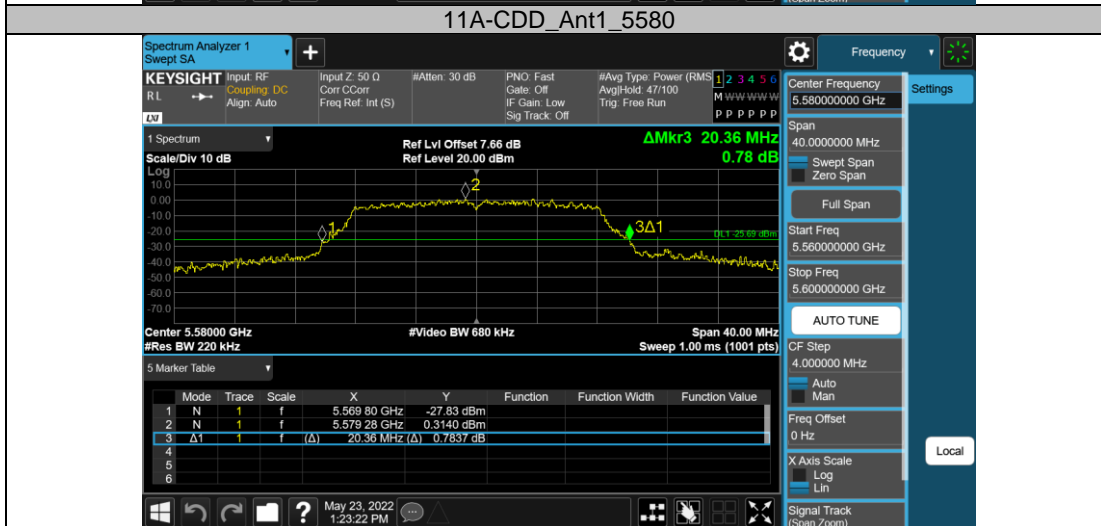 (Span Zoom)
11A-CDD_Ant1_5580
Spectrum Analyzer 1
Swept SA
Frequency
KEYSIGHT
Input: RF
Input Z: 50 Ω
#Atten: 30 dB
PNO: Fast
#Avg Type: Power (RMS
1 2 3 4 5 6
RL
Coupling: DC
Corr CCorr
Gate: Off
Avg|Hold: 47/100
M W W W W W
Align: Auto
Freq Ref: Int (S)
IF Gain: Low
Trig: Free Run
Sig Track: Off
P P P P P P
LXI
1 Spectrum
Ref Lvl Offset 7.66 dB
ΔMkr3 20.36 MHz
Scale/Div 10 dB
Ref Level 20.00 dBm
0.78 dB
Log
10.0
0.00
-10.0
-20.0
-30.0
-40.0
-50.0
-60.0
-70.0
2
1
3Δ1
DL1 -25.69 dBm
Center 5.58000 GHz
#Video BW 680 kHz
Span 40.00 MHz
#Res BW 220 kHz
Sweep 1.00 ms (1001 pts)
5 Marker Table
Mode Trace Scale X Y Function Function Width Function Value
1 N 1 f 5.569 80 GHz -27.83 dBm
2 N 1 f 5.579 28 GHz 0.3140 dBm
3 Δ1 1 f (Δ) 20.36 MHz (Δ) 0.7837 dB
4
5
6
May 23, 2022
1:23:22 PM
Center Frequency
5.580000000 GHz
Settings
Span
40.0000000 MHz
Swept Span
Zero Span
Full Span
Start Freq
5.560000000 GHz
Stop Freq
5.600000000 GHz
AUTO TUNE
CF Step
4.000000 MHz
Auto
Man
Freq Offset
0 Hz
Local
X Axis Scale
Log
Lin
Signal Track
(Span Zoom)